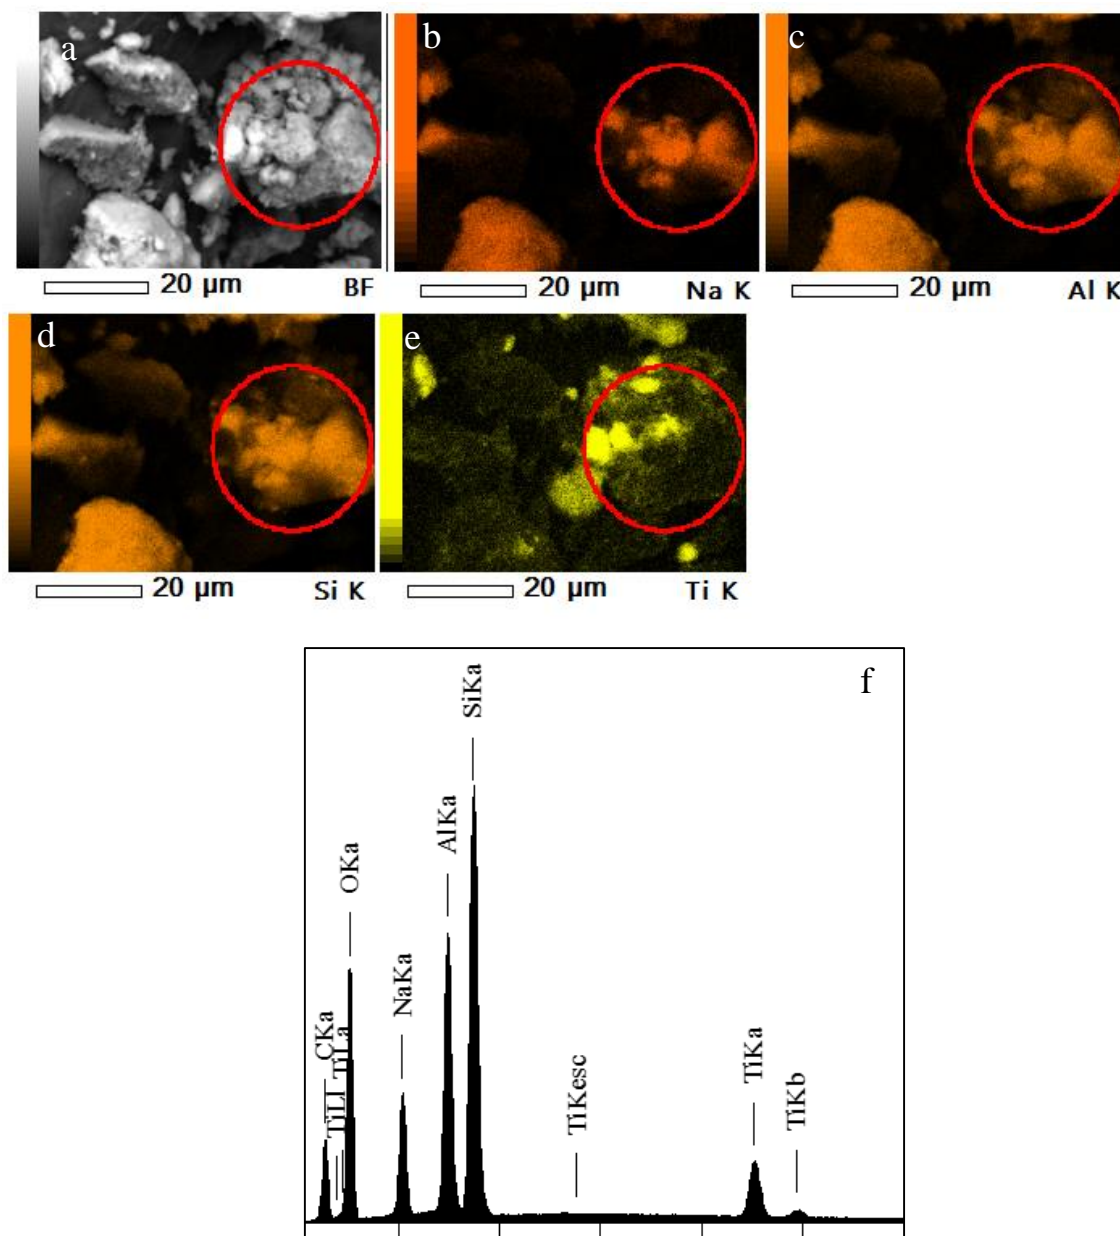 a
b
c
20 µm BF
20 µm Na K
20 µm Al K
d
e
20 µm Si K
20 µm Ti K
f
CKa
TiLl
TiLa
OKa
NaKa
AlKa
SiKa
TiKesc
TiKa
TiKb